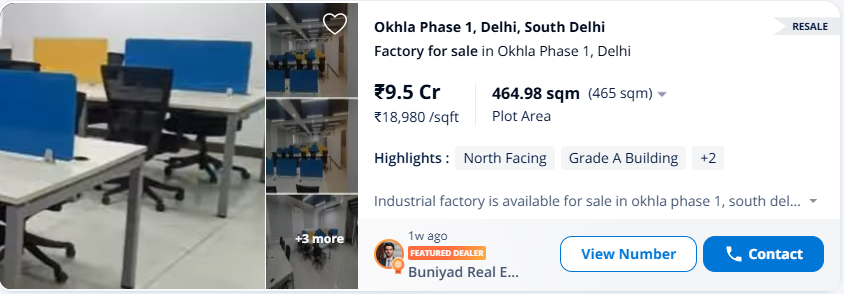 Okhla Phase 1, Delhi, South Delhi
RESALE
Factory for sale in Okhla Phase 1, Delhi
₹9.5 Cr
₹18,980 /sqft
464.98 sqm (465 sqm)
Plot Area
Highlights : North Facing Grade A Building +2
Industrial factory is available for sale in okhla phase 1, south del...
+3 more
1w ago
FEATURED DEALER
Buniyad Real E...
View Number
Contact